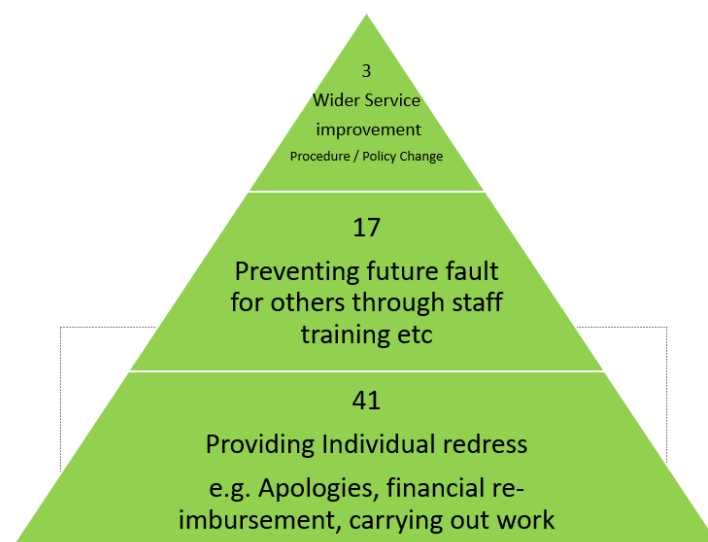 3
Wider Service
improvement
Procedure / Policy Change
17
Preventing future fault
for others through staff
training etc
41
Providing Individual redress
e.g. Apologies, financial re-
imbursement, carrying out work